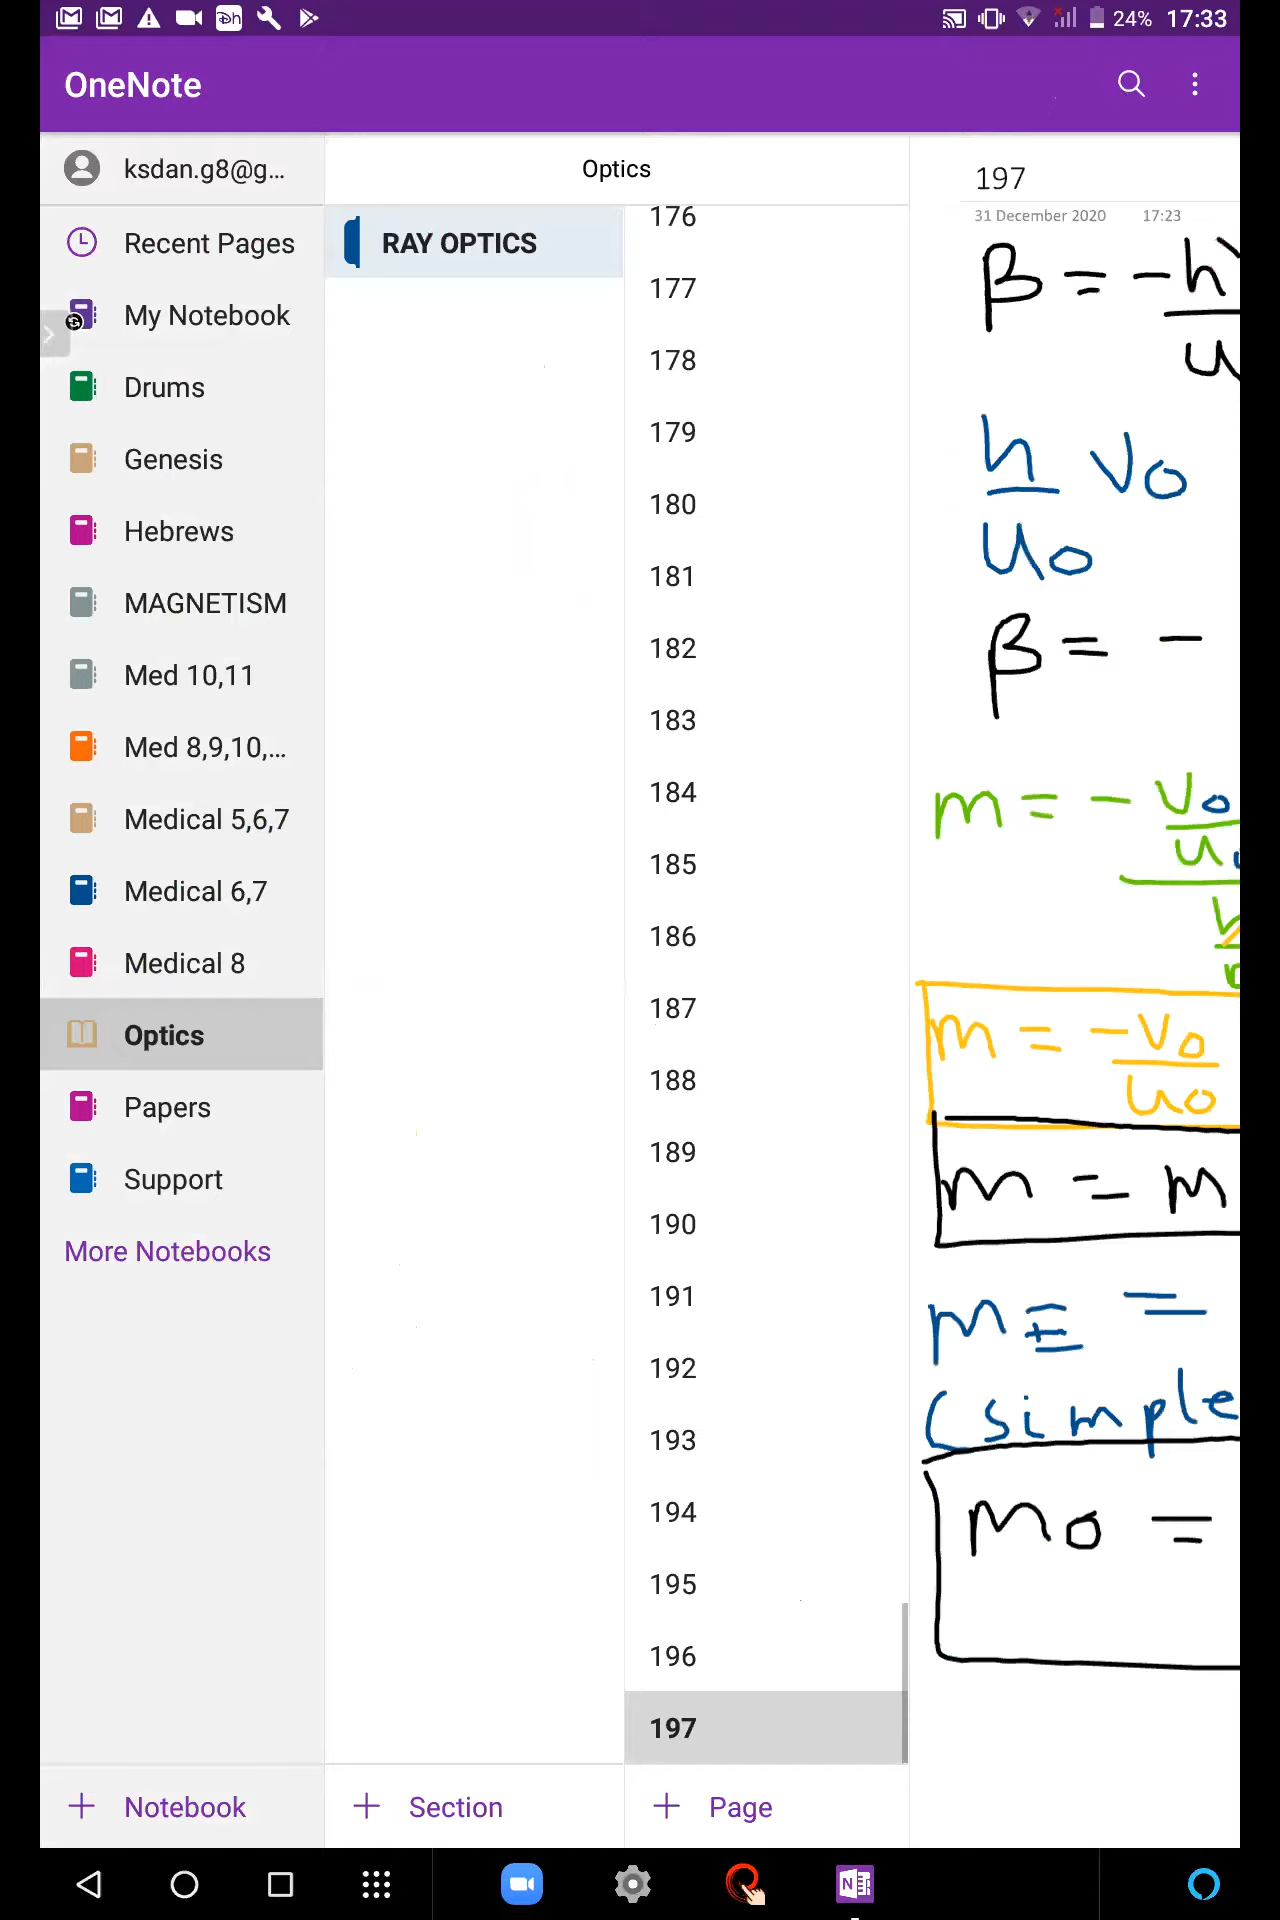 24% 17:33
OneNote
ksdan.g8@g...
Recent Pages
My Notebook
Drums
Genesis
Hebrews
MAGNETISM
Med 10,11
Med 8,9,10,...
Medical 5,6,7
Medical 6,7
Medical 8
Optics
Papers
Support
More Notebooks
+ Notebook
Optics
RAY OPTICS
+ Section
176
177
178
179
180
181
182
183
184
185
186
187
188
189
190
191
192
193
194
195
196
197
+ Page
197
31 December 2020 17:23
β = -h
u
h vo
uo
β = -
m = - vo
u
m = -vo
uo
m = m
mE =
(simple
mo =